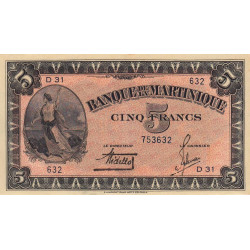 5 5
D 31 632
BANQUE DE LA MARTINIQUE
CINQ FRANCS
5
LE DIRECTEUR LE CAISSIER
753632
632 D 31
5 5